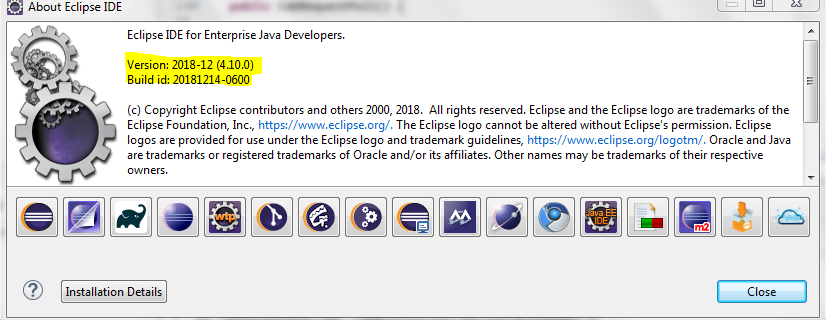 About Eclipse IDE
Eclipse IDE for Enterprise Java Developers.
Version: 2018-12 (4.10.0)
Build id: 20181214-0600
(c) Copyright Eclipse contributors and others 2000, 2018.  All rights reserved. Eclipse and the Eclipse logo are trademarks of the
Eclipse Foundation, Inc., https://www.eclipse.org/. The Eclipse logo cannot be altered without Eclipse's permission. Eclipse
logos are provided for use under the Eclipse logo and trademark guidelines, https://www.eclipse.org/logotm/. Oracle and Java
are trademarks or registered trademarks of Oracle and/or its affiliates. Other names may be trademarks of their respective
owners.
wtp
Java EE
IDE
m2
?
Installation Details
Close